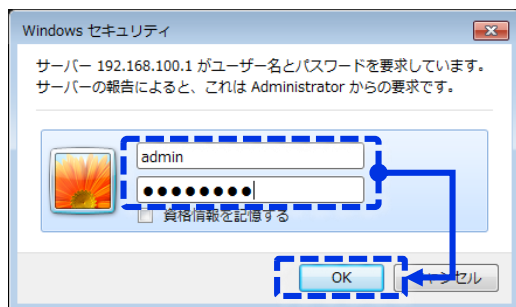 Windows セキュリティ
サーバー 192.168.100.1 がユーザー名とパスワードを要求しています。
サーバーの報告によると、これは Administrator からの要求です。
admin
●●●●●●●●
資格情報を記憶する
OK
キャンセル